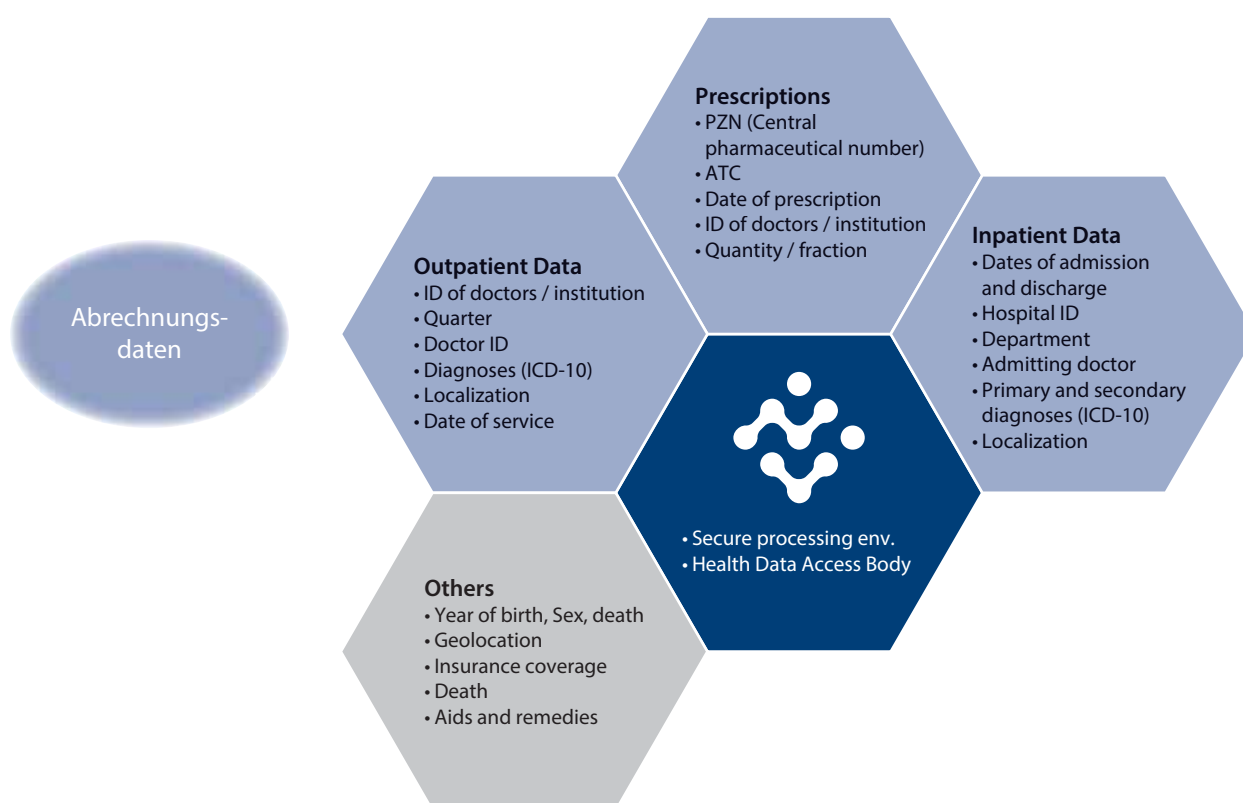 Abrechnungs-
daten
Outpatient Data
• ID of doctors / institution
• Quarter
• Doctor ID
• Diagnoses (ICD-10)
• Localization
• Date of service
Prescriptions
• PZN (Central
pharmaceutical number)
• ATC
• Date of prescription
• ID of doctors / institution
• Quantity / fraction
Inpatient Data
• Dates of admission
and discharge
• Hospital ID
• Department
• Admitting doctor
• Primary and secondary
diagnoses (ICD-10)
• Localization
• Secure processing env.
• Health Data Access Body
Others
• Year of birth, Sex, death
• Geolocation
• Insurance coverage
• Death
• Aids and remedies